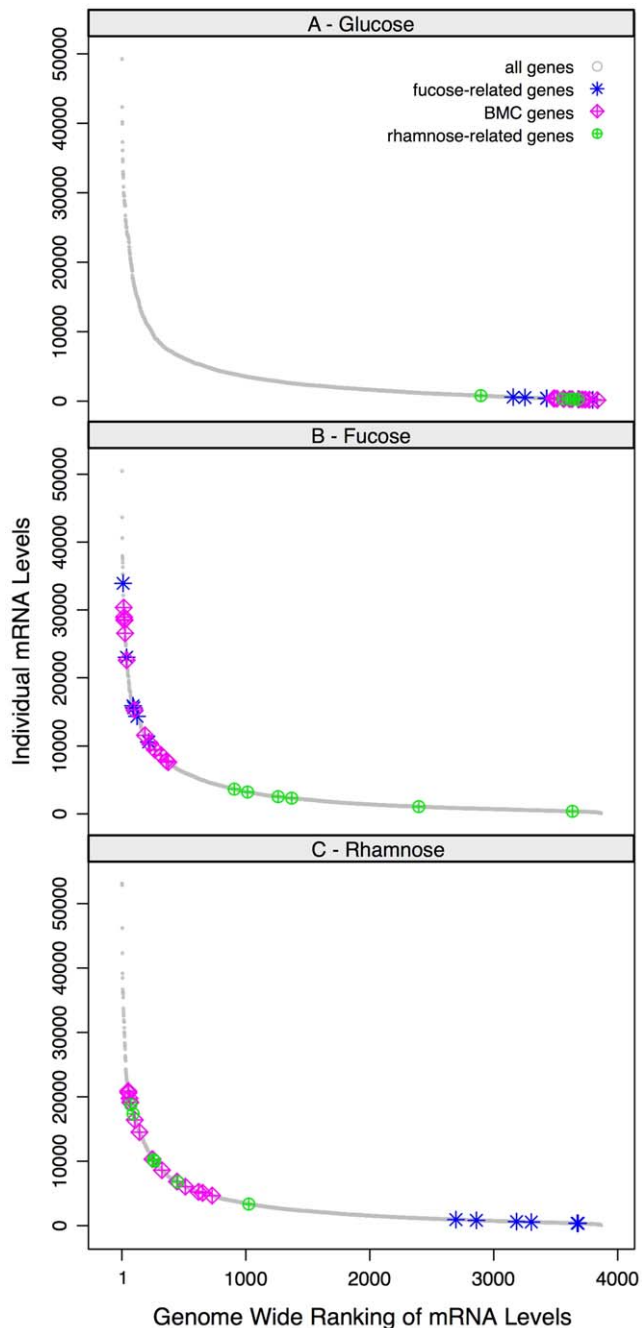 A - Glucose
all genes
fucose-related genes
BMC genes
rhamnose-related genes
50000
40000
30000
20000
10000
0
B - Fucose
50000
40000
30000
20000
10000
0
C - Rhamnose
50000
40000
30000
20000
10000
0
Individual mRNA Levels
1 1000 2000 3000 4000
Genome Wide Ranking of mRNA Levels